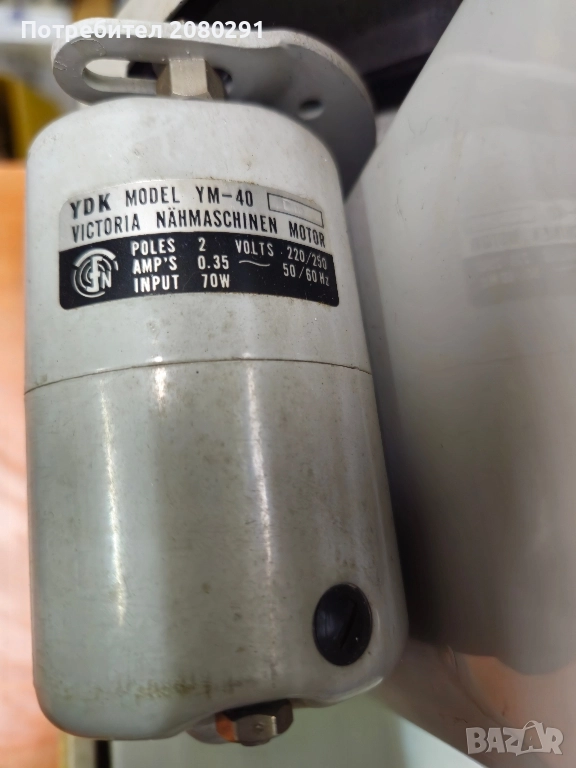 Потребител 2080291
YDK MODEL YM-40
VICTORIA NÄHMASCHINEN MOTOR
POLES 2 VOLTS 220/250
AMP'S 0.35 ~ 50/60 Hz
INPUT 70W
BAZAR